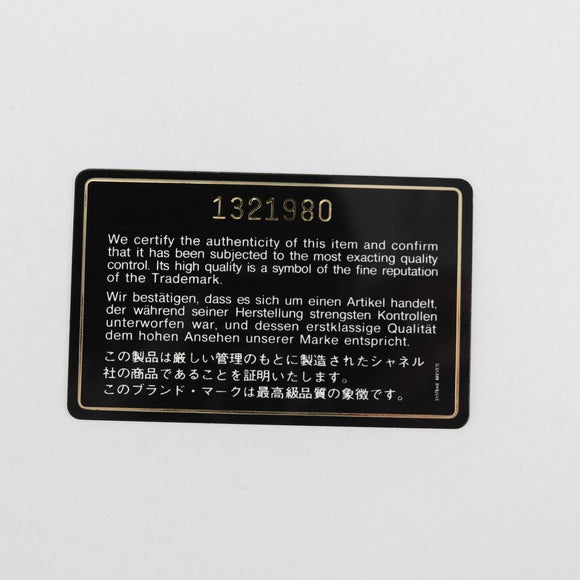 1321980
We certify the authenticity of this item and confirm
that it has been subjected to the most exacting quality
control. Its high quality is a symbol of the fine reputation
of the Trademark.
Wir bestätigen, dass es sich um einen Artikel handelt,
der während seiner Herstellung strengsten Kontrollen
unterworfen war, und dessen erstklassige Qualität
dem hohen Ansehen unserer Marke entspricht.
この製品は厳しい管理のもとに製造されたシャネル
社の商品であることを証明いたします。
このブランド・マークは最高級品質の象徴です。